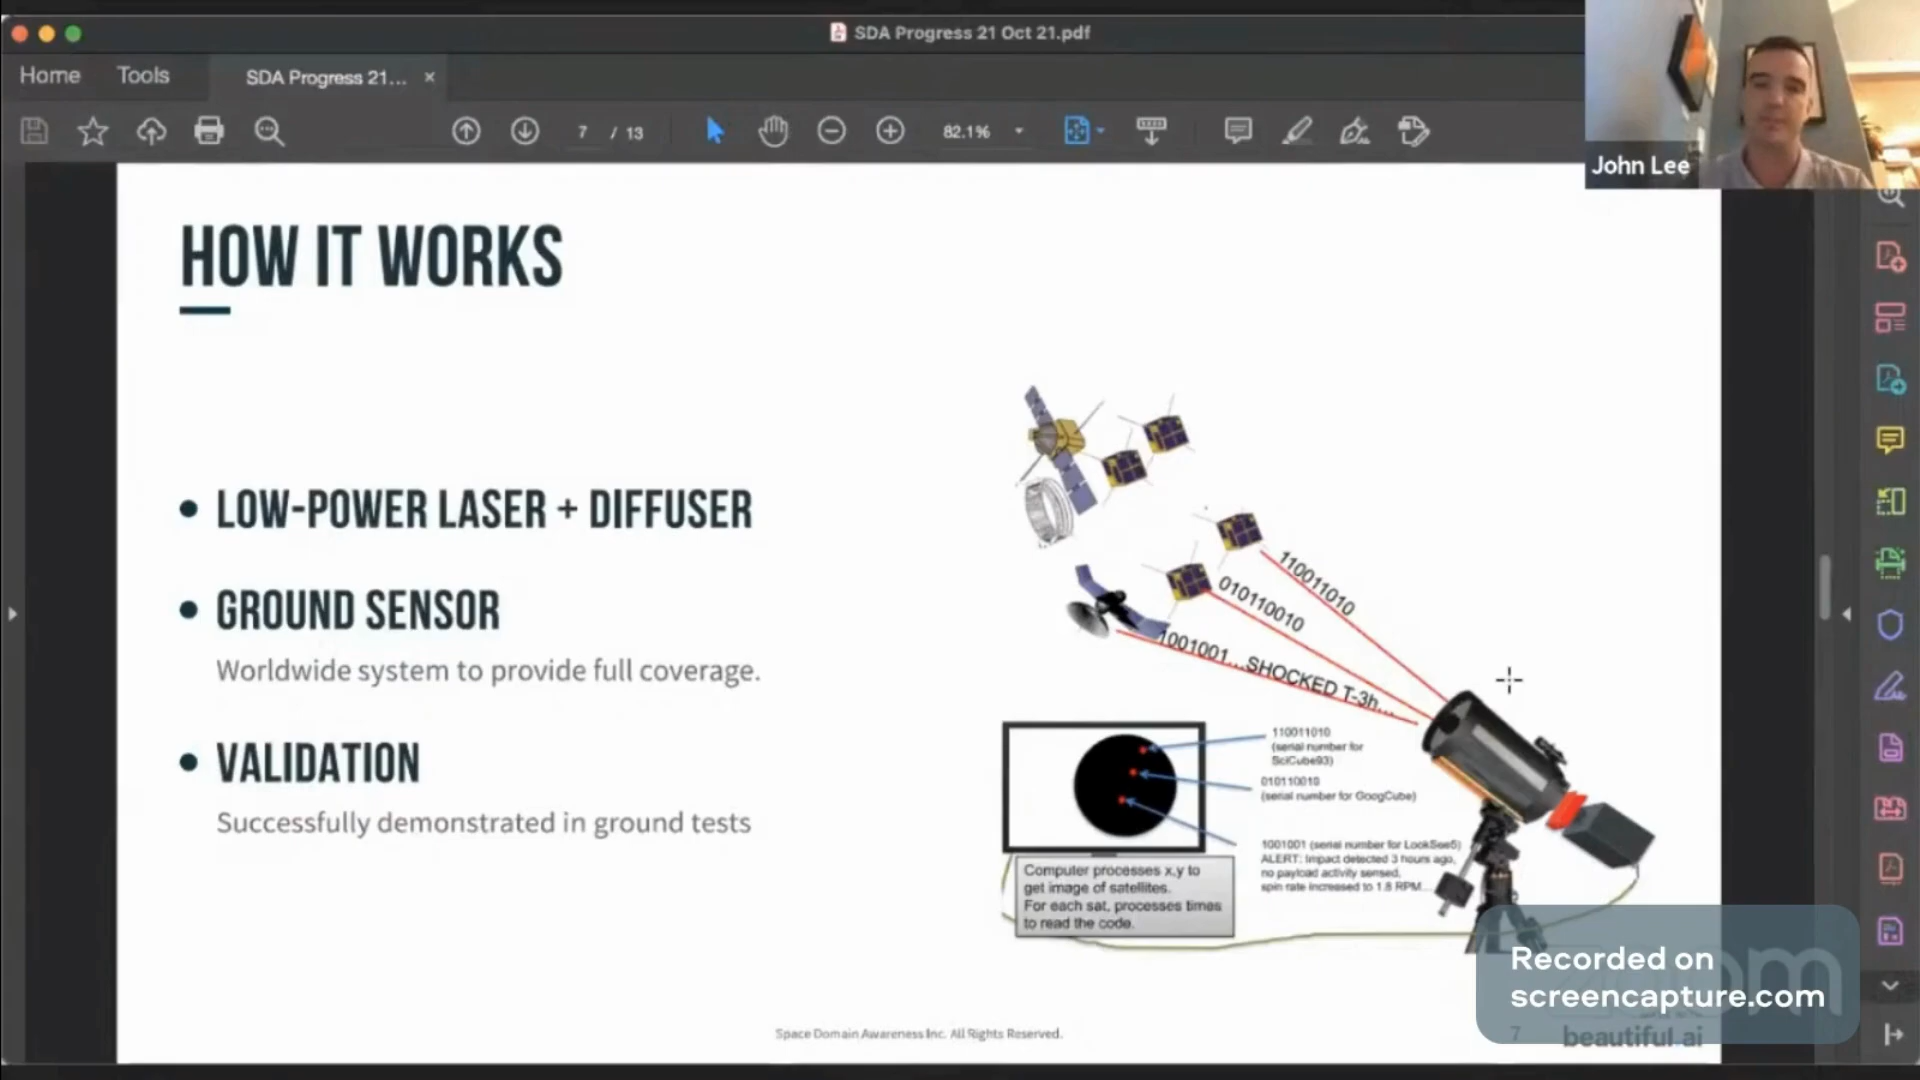 SDA Progress 21 Oct 21.pdf
Home
Tools
SDA Progress 21...
7 / 13
82.1%
John Lee
HOW IT WORKS
LOW-POWER LASER + DIFFUSER
GROUND SENSOR
Worldwide system to provide full coverage.
VALIDATION
Successfully demonstrated in ground tests
110011010
010110010
1001001...SHOCKED T-3h...
110011010
(serial number for
SciCube93)
010110010
(serial number for GoogCube)
1001001 (serial number for LookSee5)
ALERT: Impact detected 3 hours ago,
no payload activity sensed,
spin rate increased to 1.8 RPM...
Computer processes x,y to
get image of satellites.
For each sat, processes times
to read the code.
Recorded on
screencapture.com
Space Domain Awareness Inc. All Rights Reserved.
7
beautiful.ai